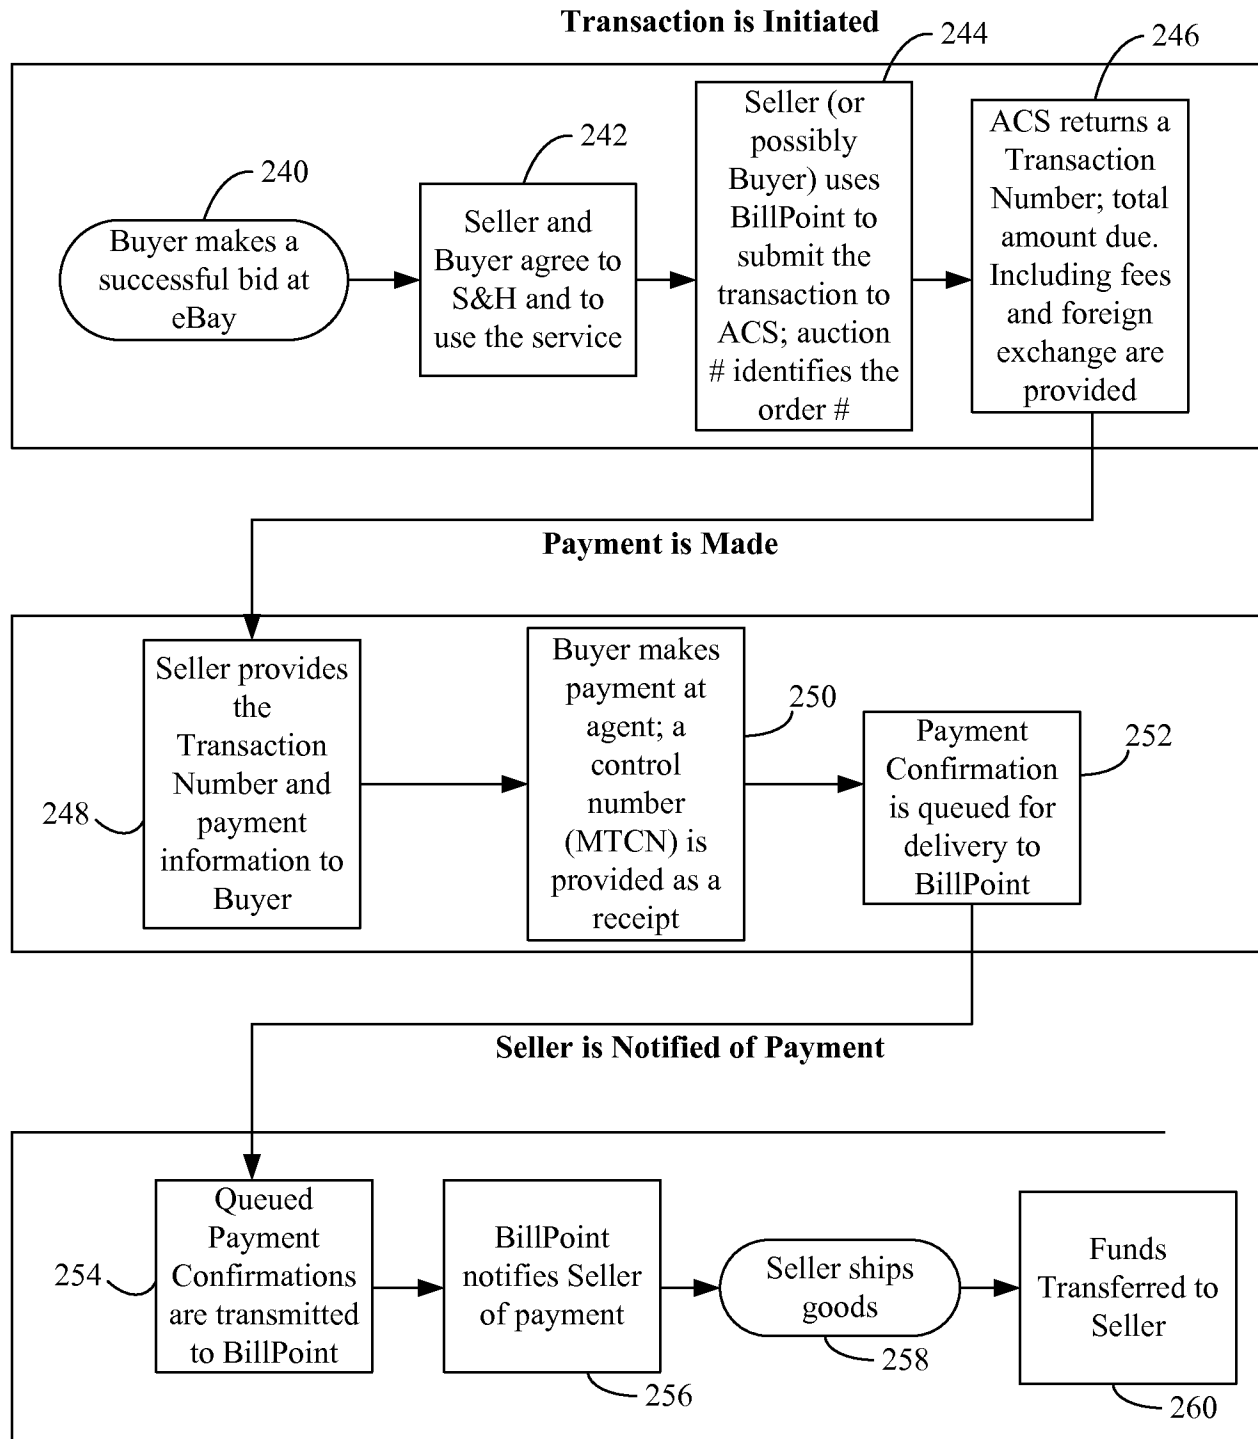 Transaction is Initiated
240
Buyer makes a
successful bid at
eBay
242
Seller and
Buyer agree to
S&H and to
use the service
244
Seller (or
possibly
Buyer) uses
BillPoint to
submit the
transaction to
ACS; auction
# identifies the
order #
246
ACS returns a
Transaction
Number; total
amount due.
Including fees
and foreign
exchange are
provided
Payment is Made
248
Seller provides
the
Transaction
Number and
payment
information to
Buyer
250
Buyer makes
payment at
agent; a
control
number
(MTCN) is
provided as a
receipt
252
Payment
Confirmation
is queued for
delivery to
BillPoint
Seller is Notified of Payment
254
Queued
Payment
Confirmations
are transmitted
to BillPoint
BillPoint
notifies Seller
of payment
256
Seller ships
goods
258
Funds
Transferred to
Seller
260